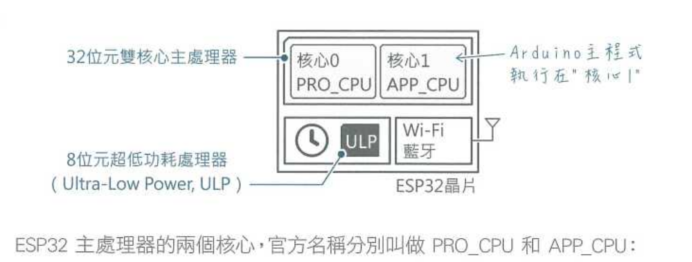 32位元雙核心主處理器
核心0
PRO_CPU
核心1
APP_CPU
Arduino主程式
執行在"核心1"
8位元超低功耗處理器
( Ultra-Low Power, ULP )
ULP
Wi-Fi
藍牙
ESP32晶片
ESP32 主處理器的兩個核心，官方名稱分別叫做 PRO_CPU 和 APP_CPU：